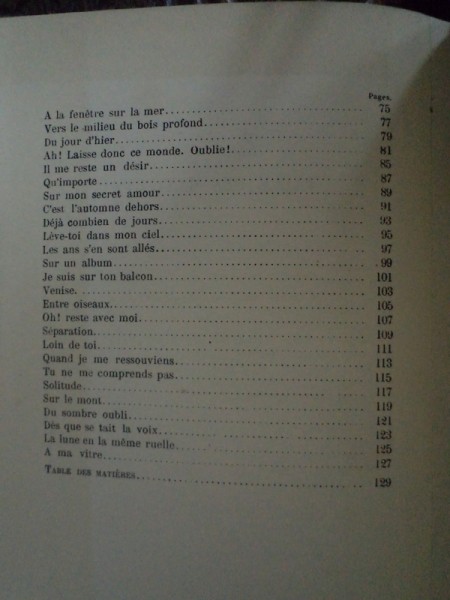 Pages.
A la fenêtre sur la mer 75
Vers le milieu du bois profond 77
Du jour d'hier 79
Ah! Laisse donc ce monde. Oublie! 81
Il me reste un désir 85
Qu'importe 87
Sur mon secret amour 89
C'est l'automne dehors 91
Déjà combien de jours 93
Lève-toi dans mon ciel 95
Les ans s'en sont allés 97
Sur un album 99
Je suis sur ton balcon 101
Venise 103
Entre oiseaux 105
Oh! reste avec moi 107
Séparation 109
Loin de toi 111
Quand je me ressouviens 113
Tu ne me comprends pas 115
Solitude 117
Sur le mont 119
Du sombre oubli 121
Dès que se tait la voix 123
La lune en la même ruelle 125
A ma vitre 127
TABLE DES MATIÈRES 129